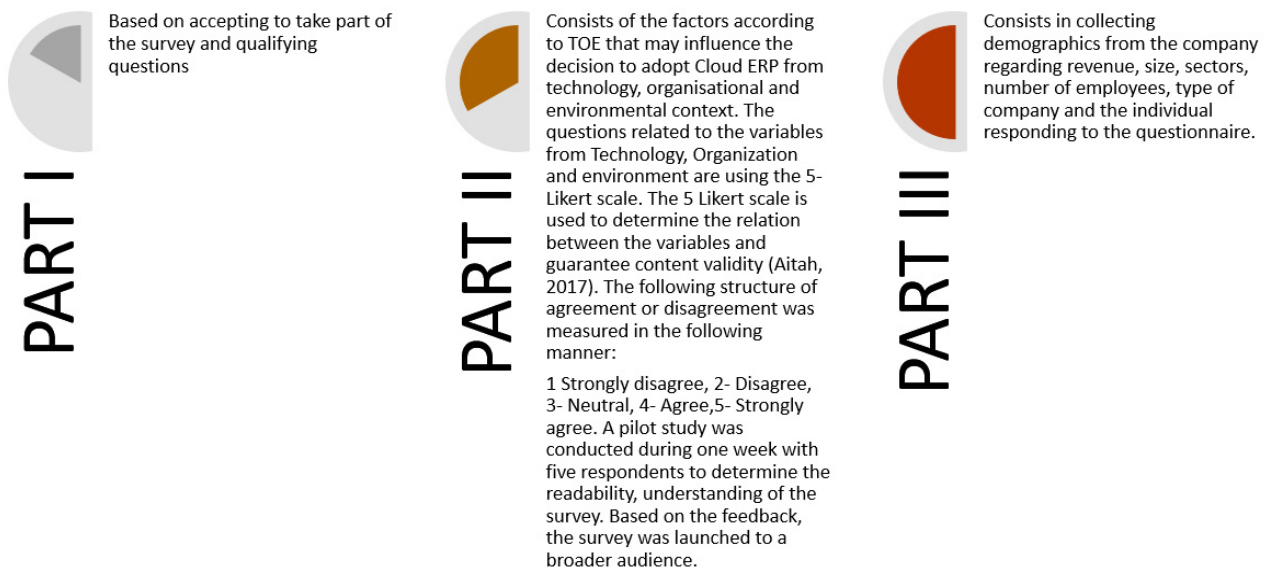 PART I
Based on accepting to take part of
the survey and qualifying
questions
PART II
Consists of the factors according
to TOE that may influence the
decision to adopt Cloud ERP from
technology, organisational and
environmental context. The
questions related to the variables
from Technology, Organization
and environment are using the 5-
Likert scale. The 5 Likert scale is
used to determine the relation
between the variables and
guarantee content validity (Aitah,
2017). The following structure of
agreement or disagreement was
measured in the following
manner:
1 Strongly disagree, 2- Disagree,
3- Neutral, 4- Agree,5- Strongly
agree. A pilot study was
conducted during one week with
five respondents to determine the
readability, understanding of the
survey. Based on the feedback,
the survey was launched to a
broader audience.
PART III
Consists in collecting
demographics from the company
regarding revenue, size, sectors,
number of employees, type of
company and the individual
responding to the questionnaire.